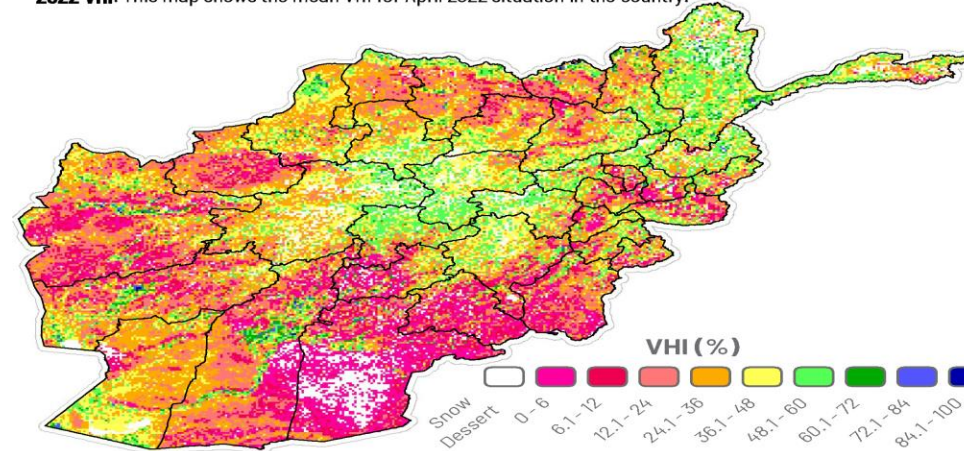 2022 VHI: This map shows the mean VHI for April 2022 situation in the country.
VHI (%)
Snow
Dessert
0 - 6
6.1 - 12
12.1 - 24
24.1 - 36
36.1 - 48
48.1 - 60
60.1 - 72
72.1 - 84
84.1 - 100